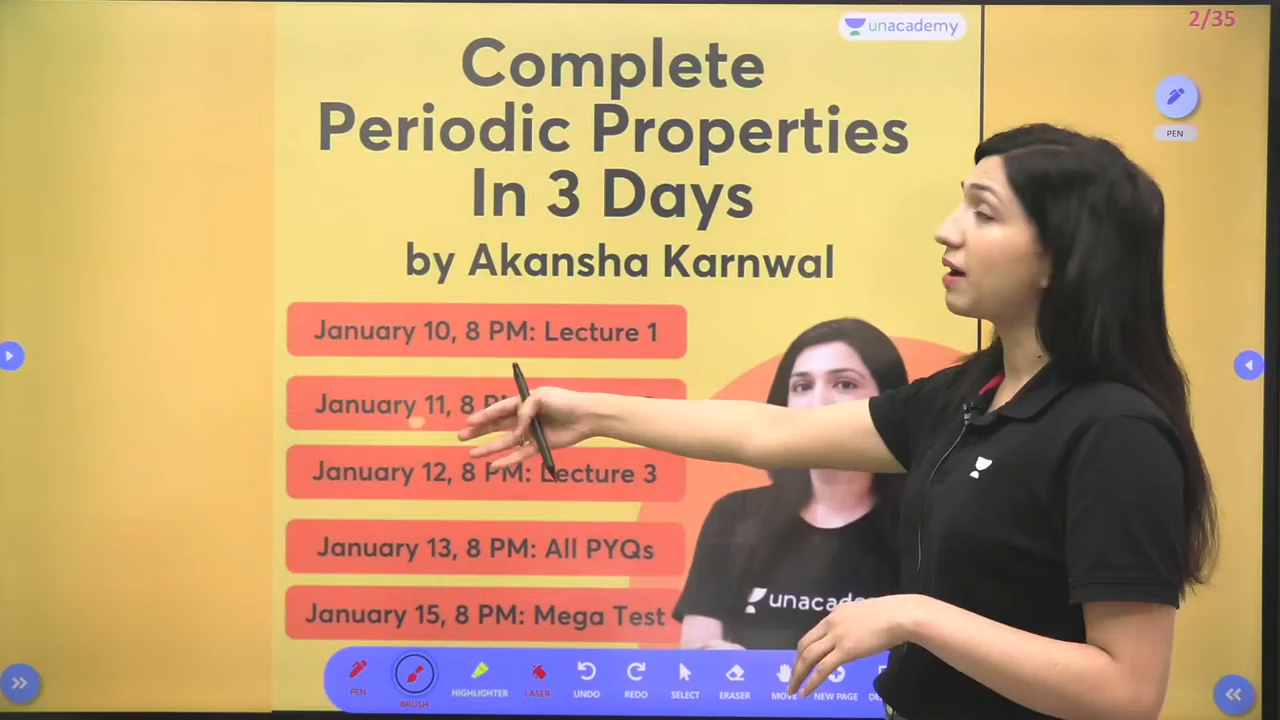 unacademy
2/35
Complete
Periodic Properties
In 3 Days
by Akansha Karnwal
PEN
January 10, 8 PM: Lecture 1
January 11, 8
January 12, 8 PM: Lecture 3
January 13, 8 PM: All PYQs
January 15, 8 PM: Mega Test
PEN
BRUSH
HIGHLIGHTER
LASER
UNDO
REDO
SELECT
ERASER
MOVE
NEW PAGE